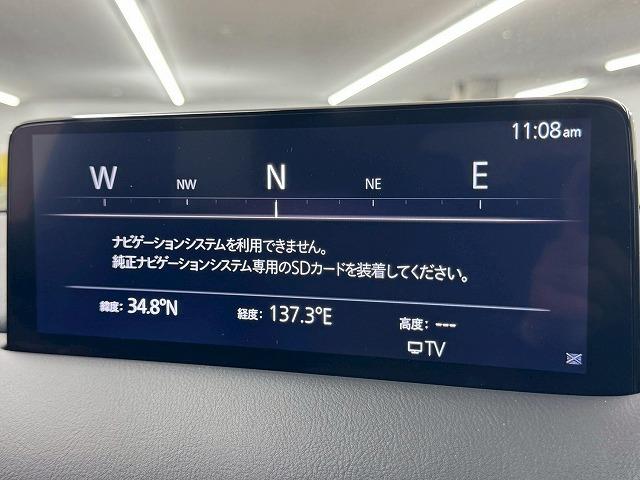 11:08am
W NW N NE E
ナビゲーションシステムを利用できません。
純正ナビゲーションシステム専用のSDカードを装着してください。
緯度: 34.8°N 経度: 137.3°E 高度: ---
TV